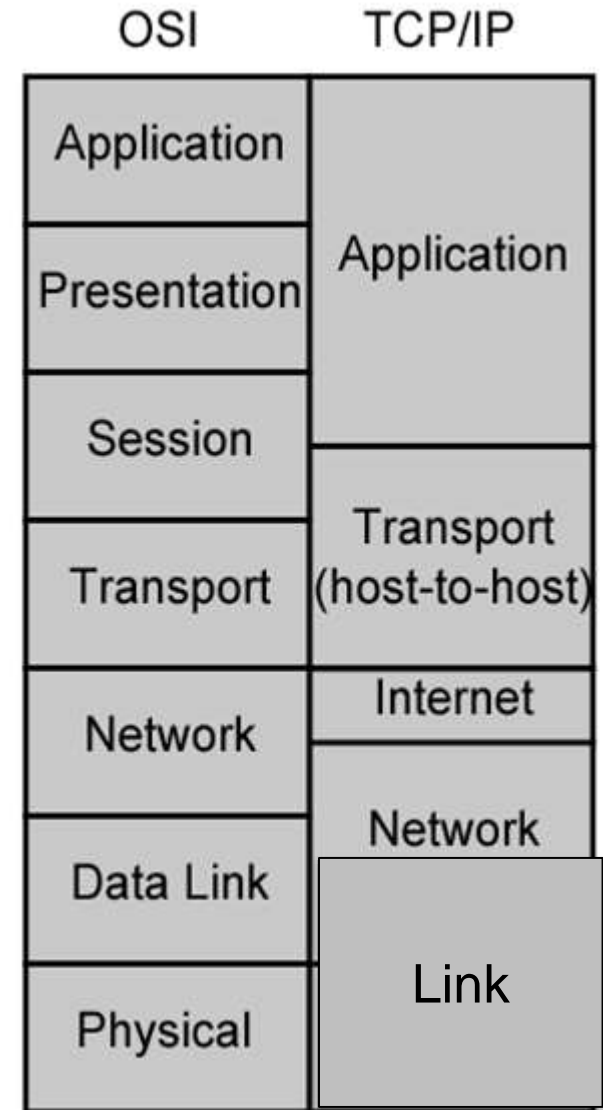 OSI
TCP/IP
Application
Presentation
Session
Transport
Network
Data Link
Physical
Application
Transport
(host-to-host)
Internet
Network
Link